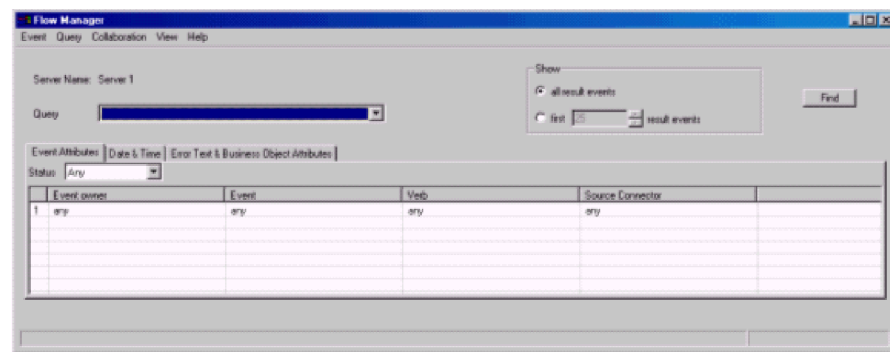 Flow Manager
Event Query Collaboration View Help
Server Name: Server 1
Query
Show
all result events
first 25 result events
Find
Event Attributes Date & Time Error Text & Business Object Attributes
Status Any
Event owner Event Verb Source Connector
1 any any any any